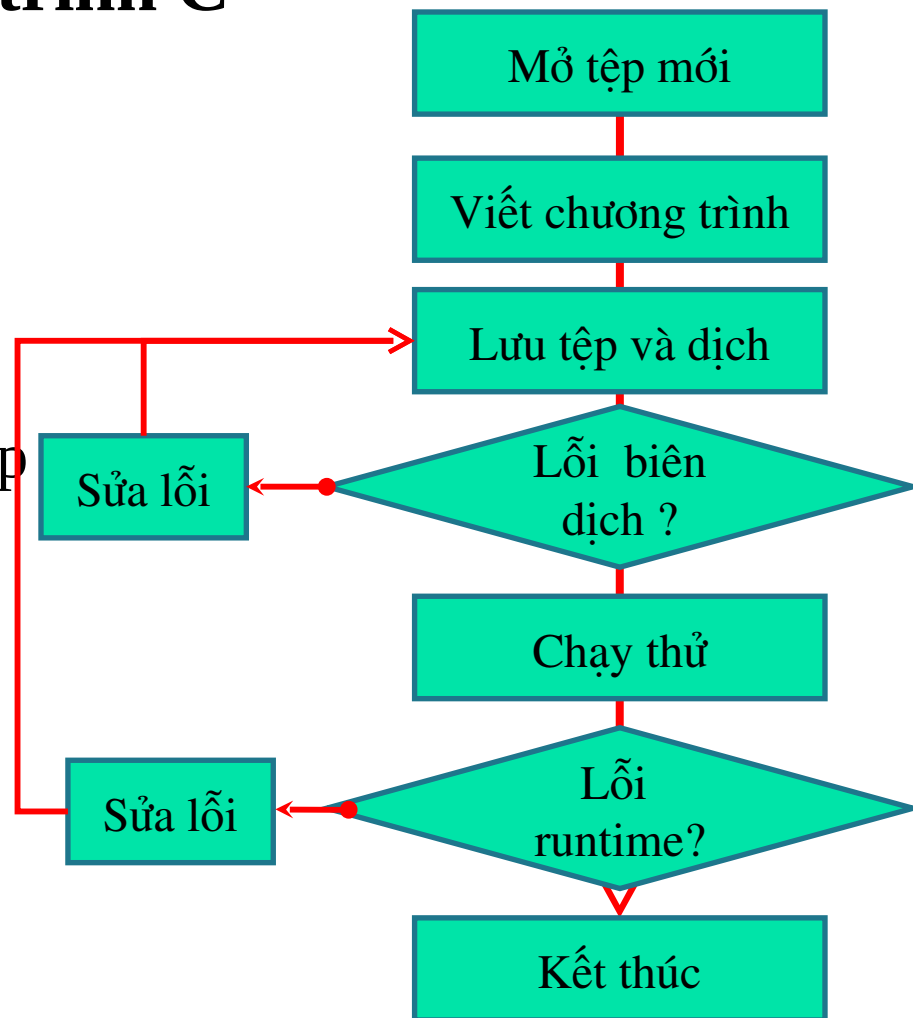 trình C
Mở tệp mới
Viết chương trình
Lưu tệp và dịch
p
Sửa lỗi
Lỗi biên
dịch ?
Chạy thử
Sửa lỗi
Lỗi
runtime?
Kết thúc